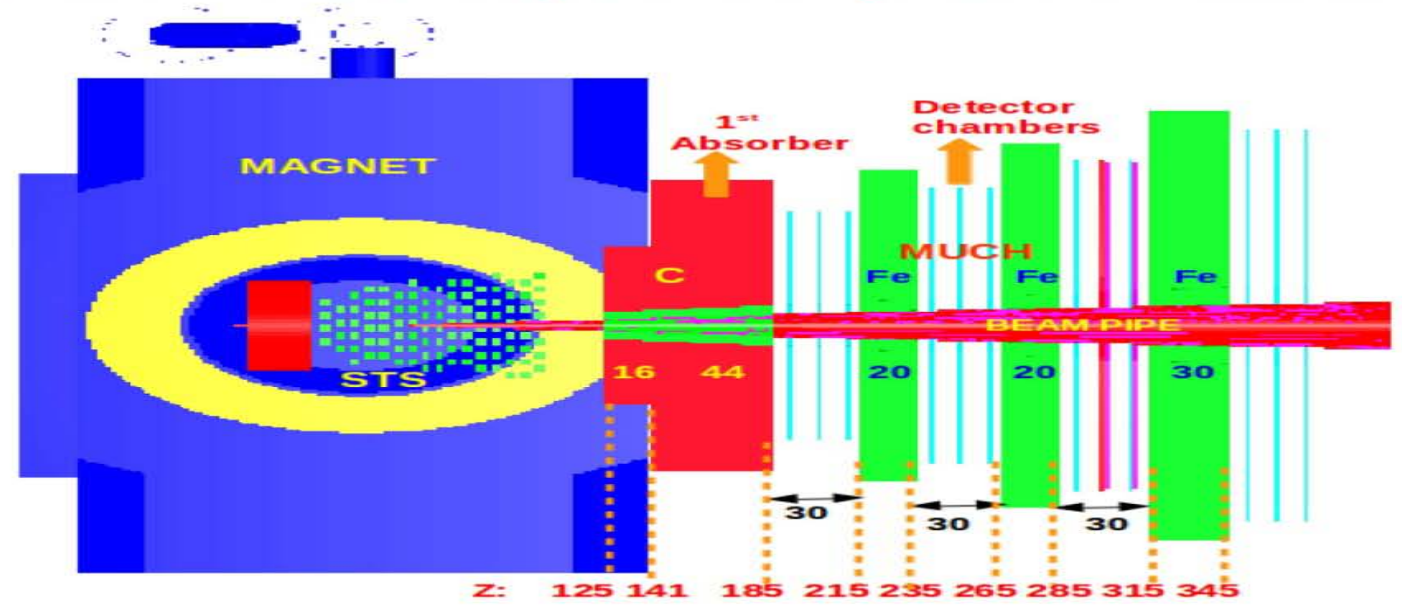 Detector
chambers
1st
Absorber
MAGNET
MUCH
C
Fe
Fe
Fe
BEAM PIPE
STS
16
44
20
20
30
30
30
30
Z: 125 141 185 215 235 265 285 315 345